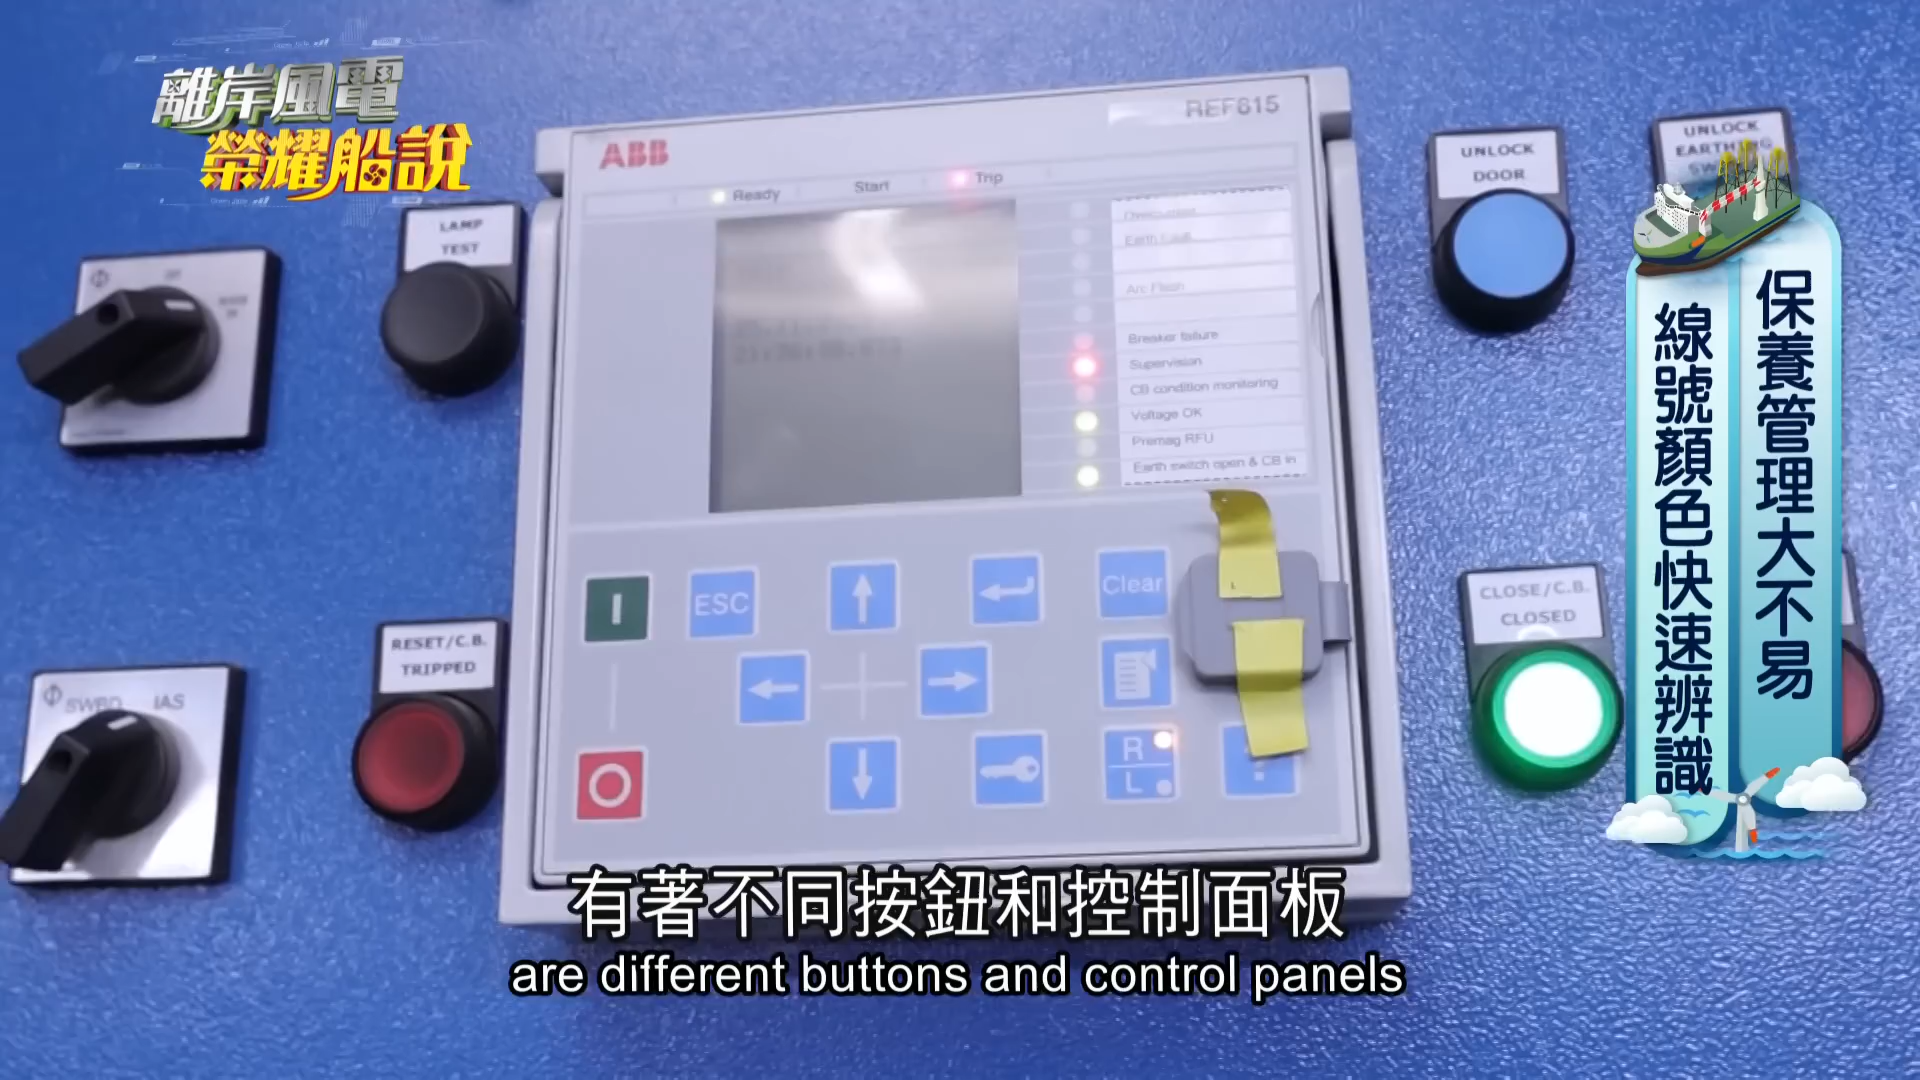 離岸風電
榮耀船說
ABB
REF615
Ready
Start
Trip
Earth Fault
Arc Flash
Breaker failure
Supervision
CB condition monitoring
Voltage OK
Premag RFU
Earth switch open & CB in
LAMP
TEST
UNLOCK
DOOR
UNLOCK
SWBD
IAS
RESET/C.B.
TRIPPED
ESC
Clear
R
L
CLOSE/C.B.
CLOSED
保養管理大不易
線號顏色快速辨識
有著不同按鈕和控制面板
are different buttons and control panels